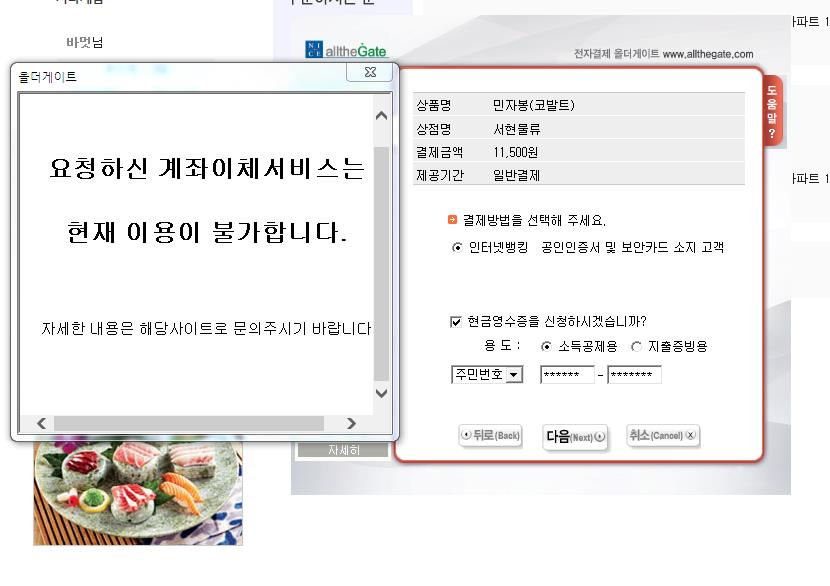 바멋님
NICE alltheGate
전자결제 올더게이트 www.allthegate.com
파트 1
올더게이트
요청하신 계좌이체서비스는
현재 이용이 불가합니다.
자세한 내용은 해당사이트로 문의주시기 바랍니다
상품명 민자봉(코발트)
상점명 서현물류
결제금액 11,500원
제공기간 일반결제
도움말?
파트 1
결제방법을 선택해 주세요.
인터넷뱅킹 공인인증서 및 보안카드 소지 고객
현금영수증을 신청하시겠습니까?
용 도 : 소득공제용 지출증빙용
주민번호 ****** - *******
뒤로(Back) 다음(Next) 취소(Cancel)
자세히